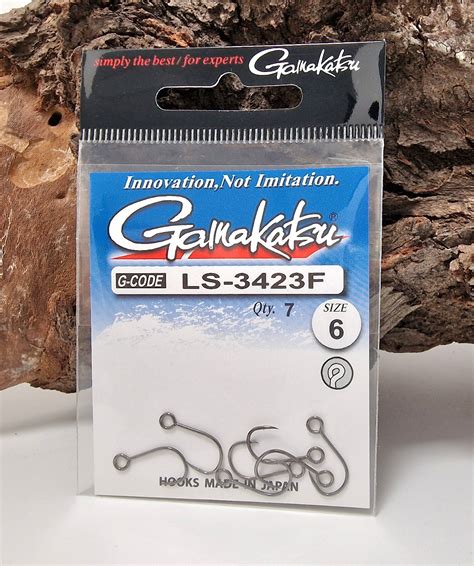 simply the best / for experts Gamakatsu
Innovation, Not Imitation.
Gamakatsu®
G-CODE LS-3423F
Qty. 7 SIZE
6
HOOKS MADE IN JAPAN